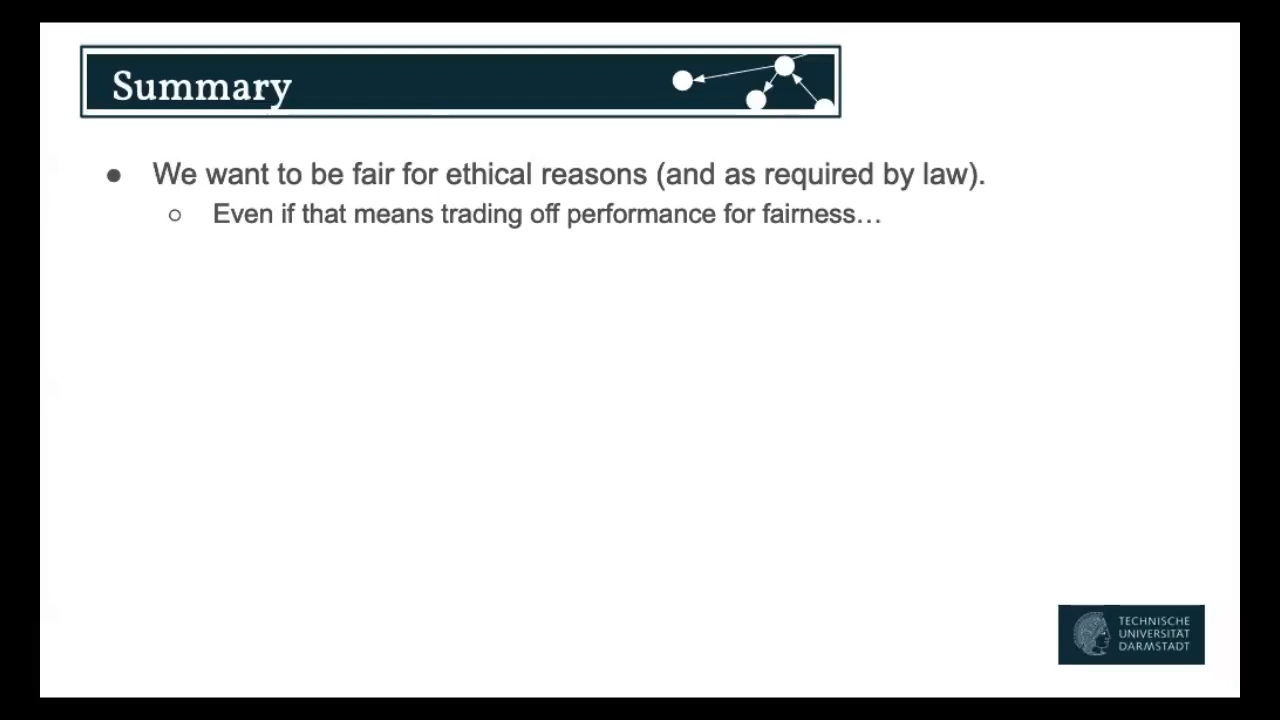 Summary
● We want to be fair for ethical reasons (and as required by law).
○ Even if that means trading off performance for fairness…
TECHNISCHE
UNIVERSITÄT
DARMSTADT